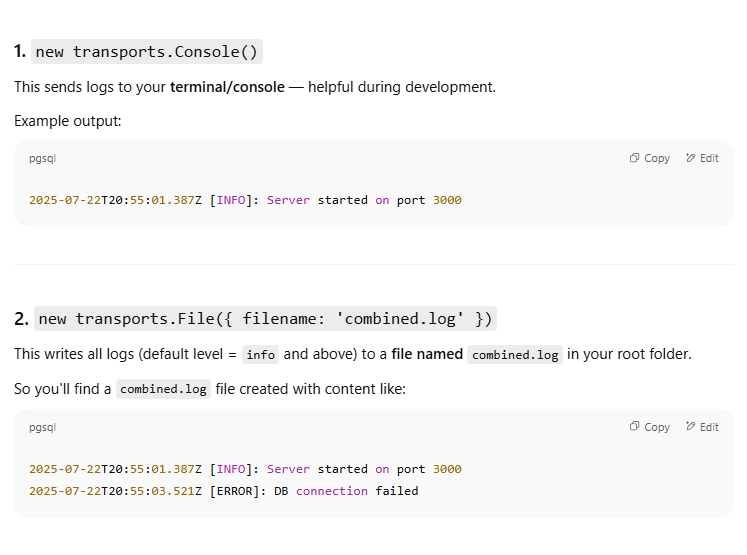 1. new transports.Console()
This sends logs to your terminal/console — helpful during development.
Example output:
pgsql
Copy
Edit
2025-07-22T20:55:01.387Z [INFO]: Server started on port 3000
2. new transports.File({ filename: 'combined.log' })
This writes all logs (default level = info and above) to a file named combined.log in your root folder.
So you'll find a combined.log file created with content like:
pgsql
Copy
Edit
2025-07-22T20:55:01.387Z [INFO]: Server started on port 3000
2025-07-22T20:55:03.521Z [ERROR]: DB connection failed